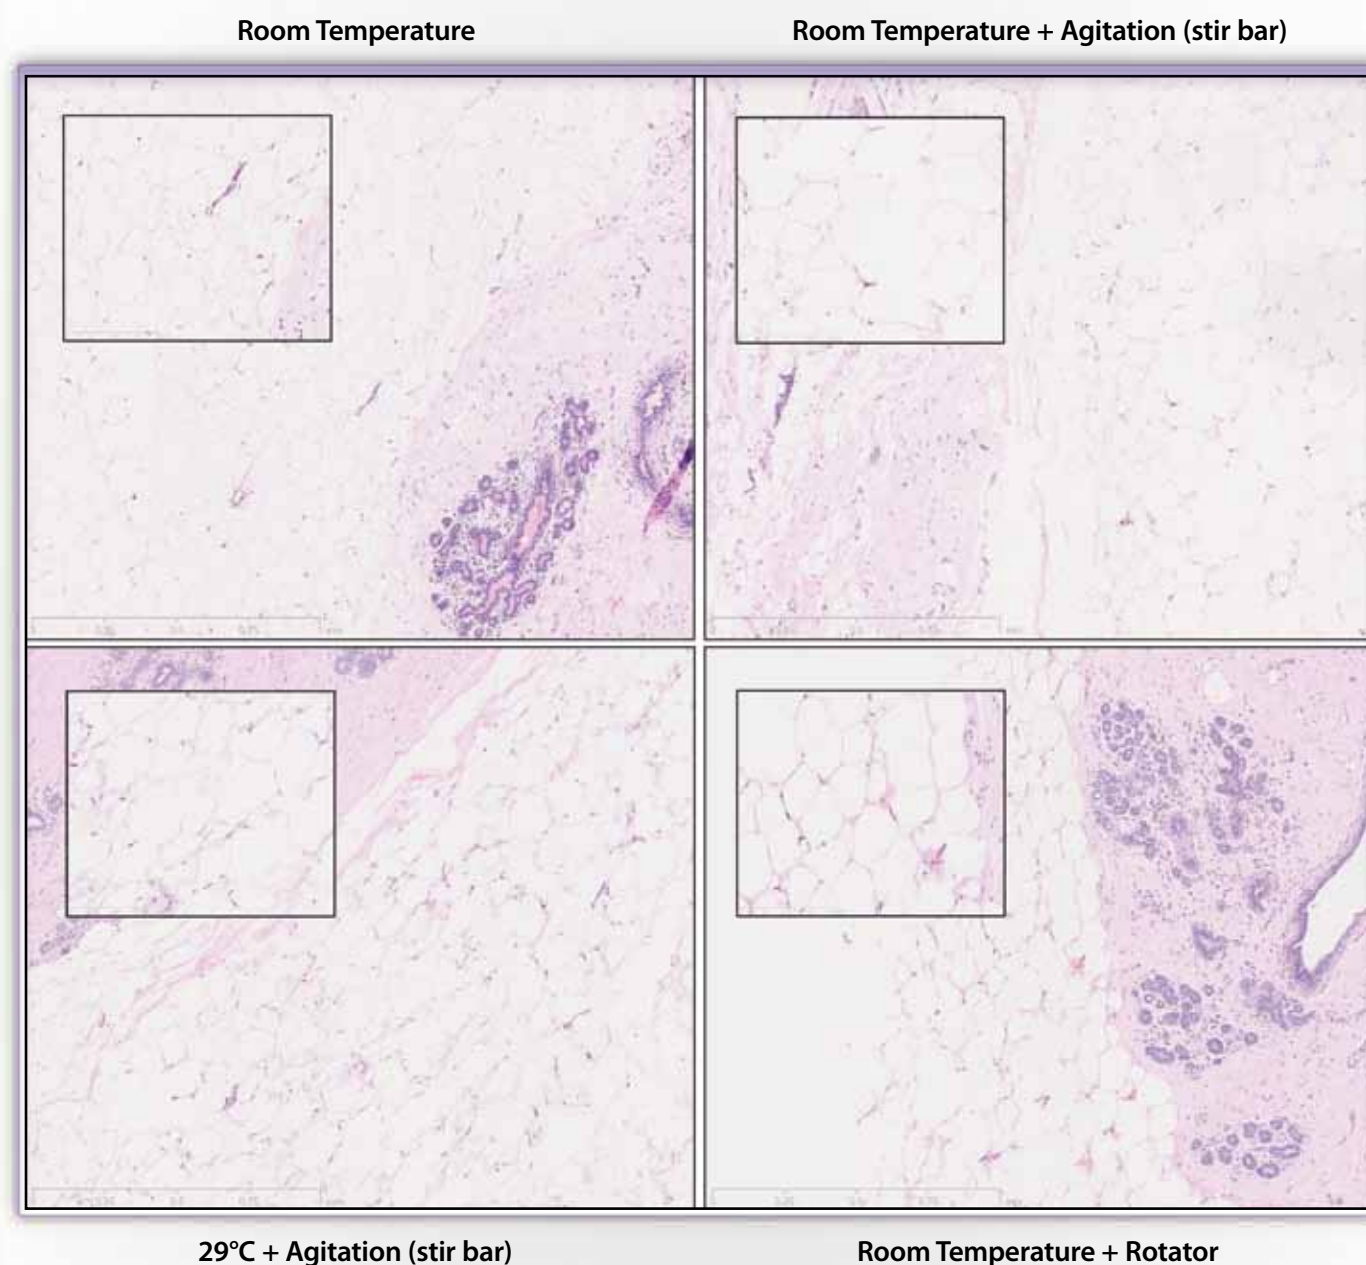 Room Temperature
Room Temperature + Agitation (stir bar)
29°C + Agitation (stir bar)
Room Temperature + Rotator